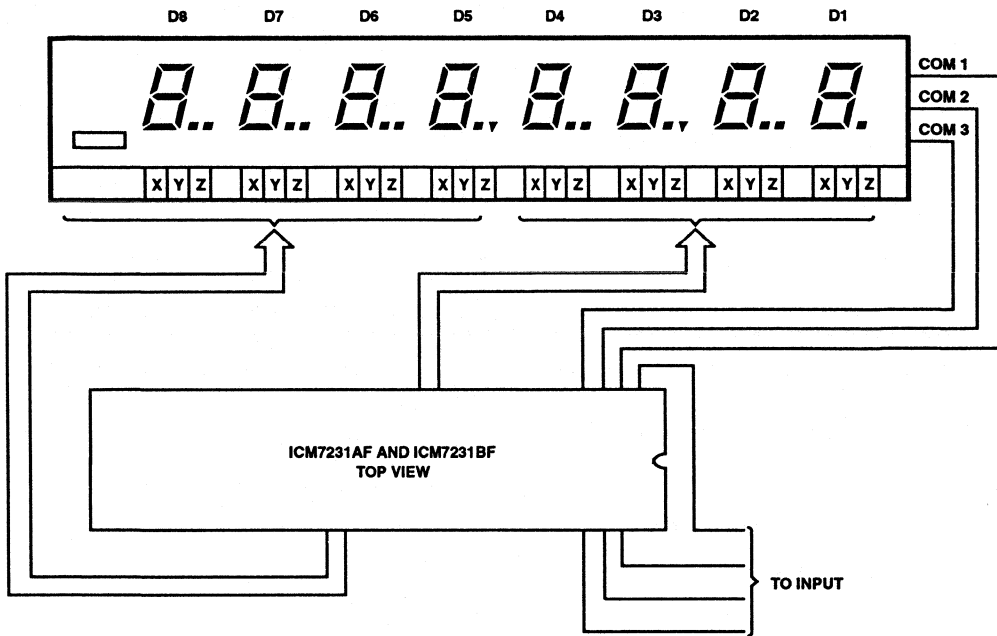 D8 D7 D6 D5 D4 D3 D2 D1
COM 1
COM 2
COM 3
X Y Z X Y Z X Y Z X Y Z X Y Z X Y Z X Y Z X Y Z
ICM7231AF AND ICM7231BF
TOP VIEW
TO INPUT